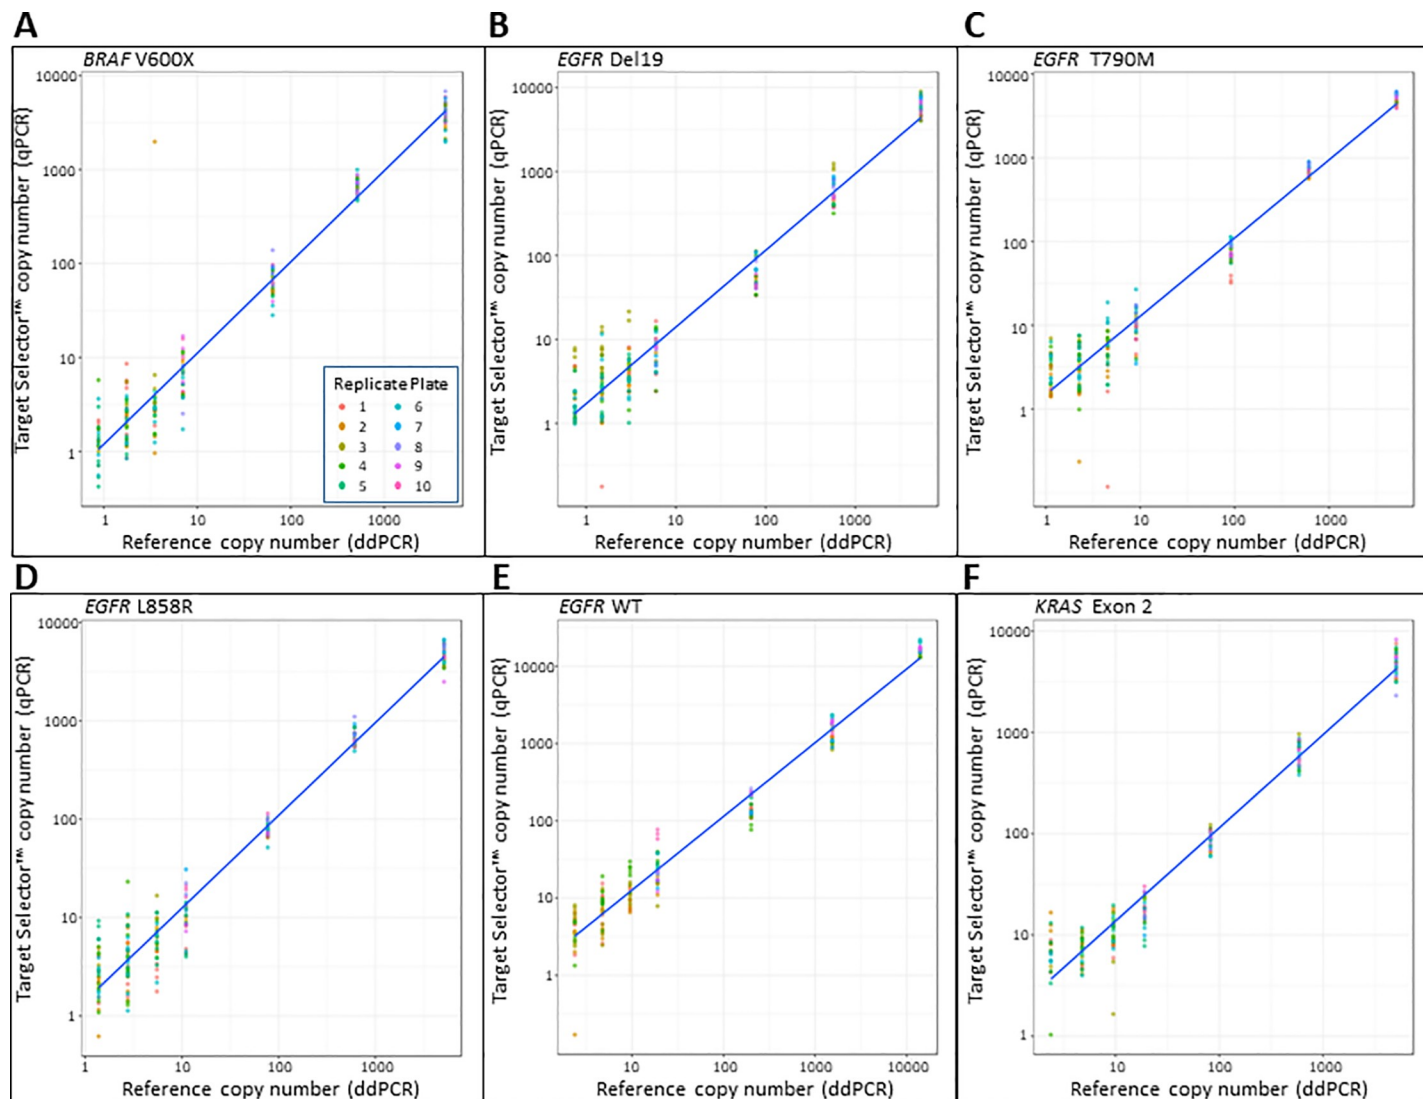 A
B
C
BRAF V600X
EGFR Del19
EGFR T790M
Target Selector™ copy number (qPCR)
10000
1000
100
10
1
Replicate Plate
1 6
2 7
3 8
4 9
5 10
1 10 100 1000
Reference copy number (ddPCR)
Target Selector™ copy number (qPCR)
10000
1000
100
10
1
1 10 100 1000
Reference copy number (ddPCR)
Target Selector™ copy number (qPCR)
10000
1000
100
10
1
1 10 100 1000
Reference copy number (ddPCR)
D
E
F
EGFR L858R
EGFR WT
KRAS Exon 2
Target Selector™ copy number (qPCR)
10000
1000
100
10
1
1 10 100 1000
Reference copy number (ddPCR)
Target Selector™ copy number (qPCR)
10000
1000
100
10
1
10 100 1000 10000
Reference copy number (ddPCR)
Target Selector™ copy number (qPCR)
10000
1000
100
10
1
10 100 1000
Reference copy number (ddPCR)